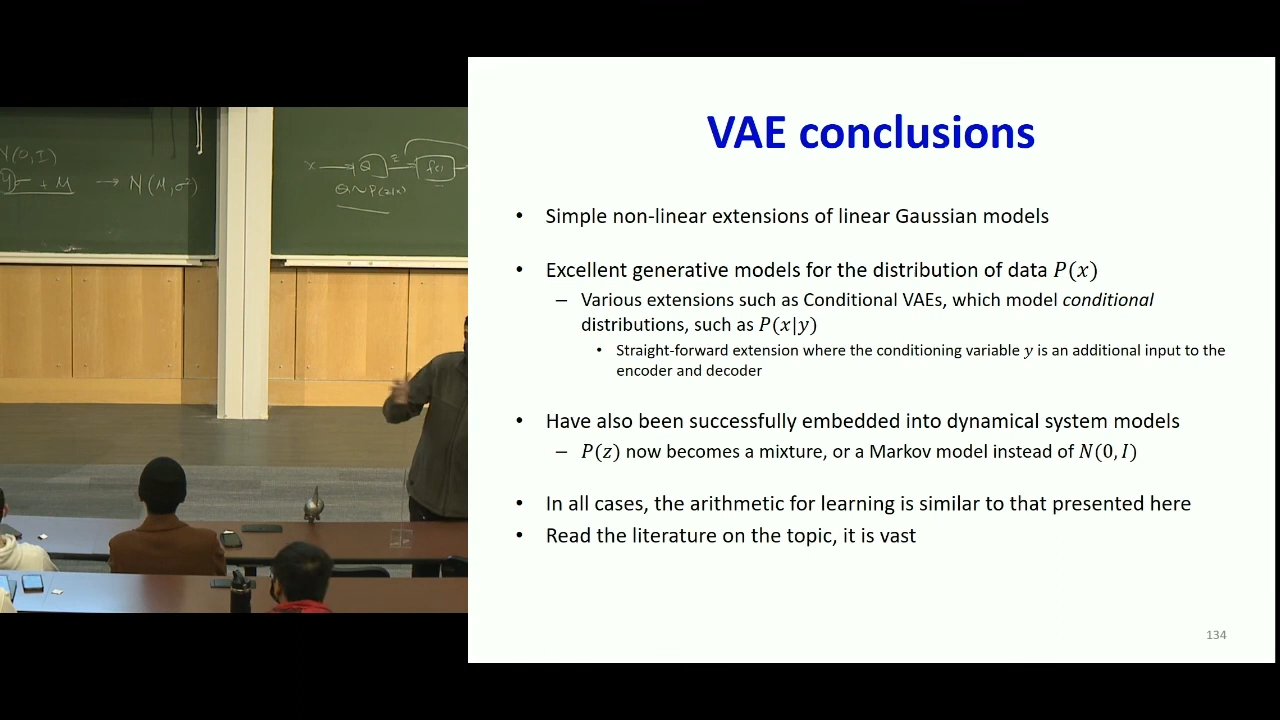 N(0,I)
+ M → N(M,σ²)
x → Q z f(z)
Q ~ P(z|x)
VAE conclusions
• Simple non-linear extensions of linear Gaussian models
• Excellent generative models for the distribution of data P(x)
– Various extensions such as Conditional VAEs, which model conditional
distributions, such as P(x|y)
• Straight-forward extension where the conditioning variable y is an additional input to the
encoder and decoder
• Have also been successfully embedded into dynamical system models
– P(z) now becomes a mixture, or a Markov model instead of N(0, I)
• In all cases, the arithmetic for learning is similar to that presented here
• Read the literature on the topic, it is vast
134